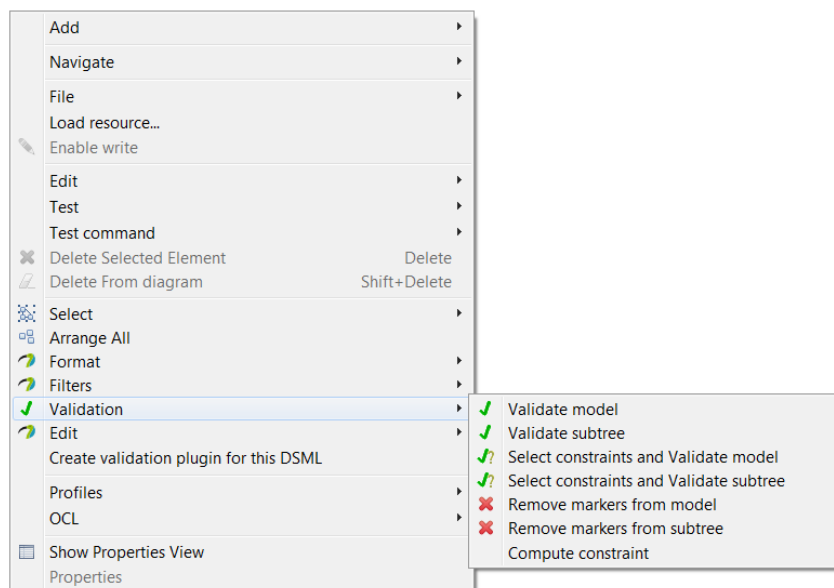 Add
Navigate
File
Load resource...
Enable write
Edit
Test
Test command
Delete Selected Element Delete
Delete From diagram Shift+Delete
Select
Arrange All
Format
Filters
Validation
Edit
Create validation plugin for this DSML
Profiles
OCL
Show Properties View
Properties
Validate model
Validate subtree
Select constraints and Validate model
Select constraints and Validate subtree
Remove markers from model
Remove markers from subtree
Compute constraint